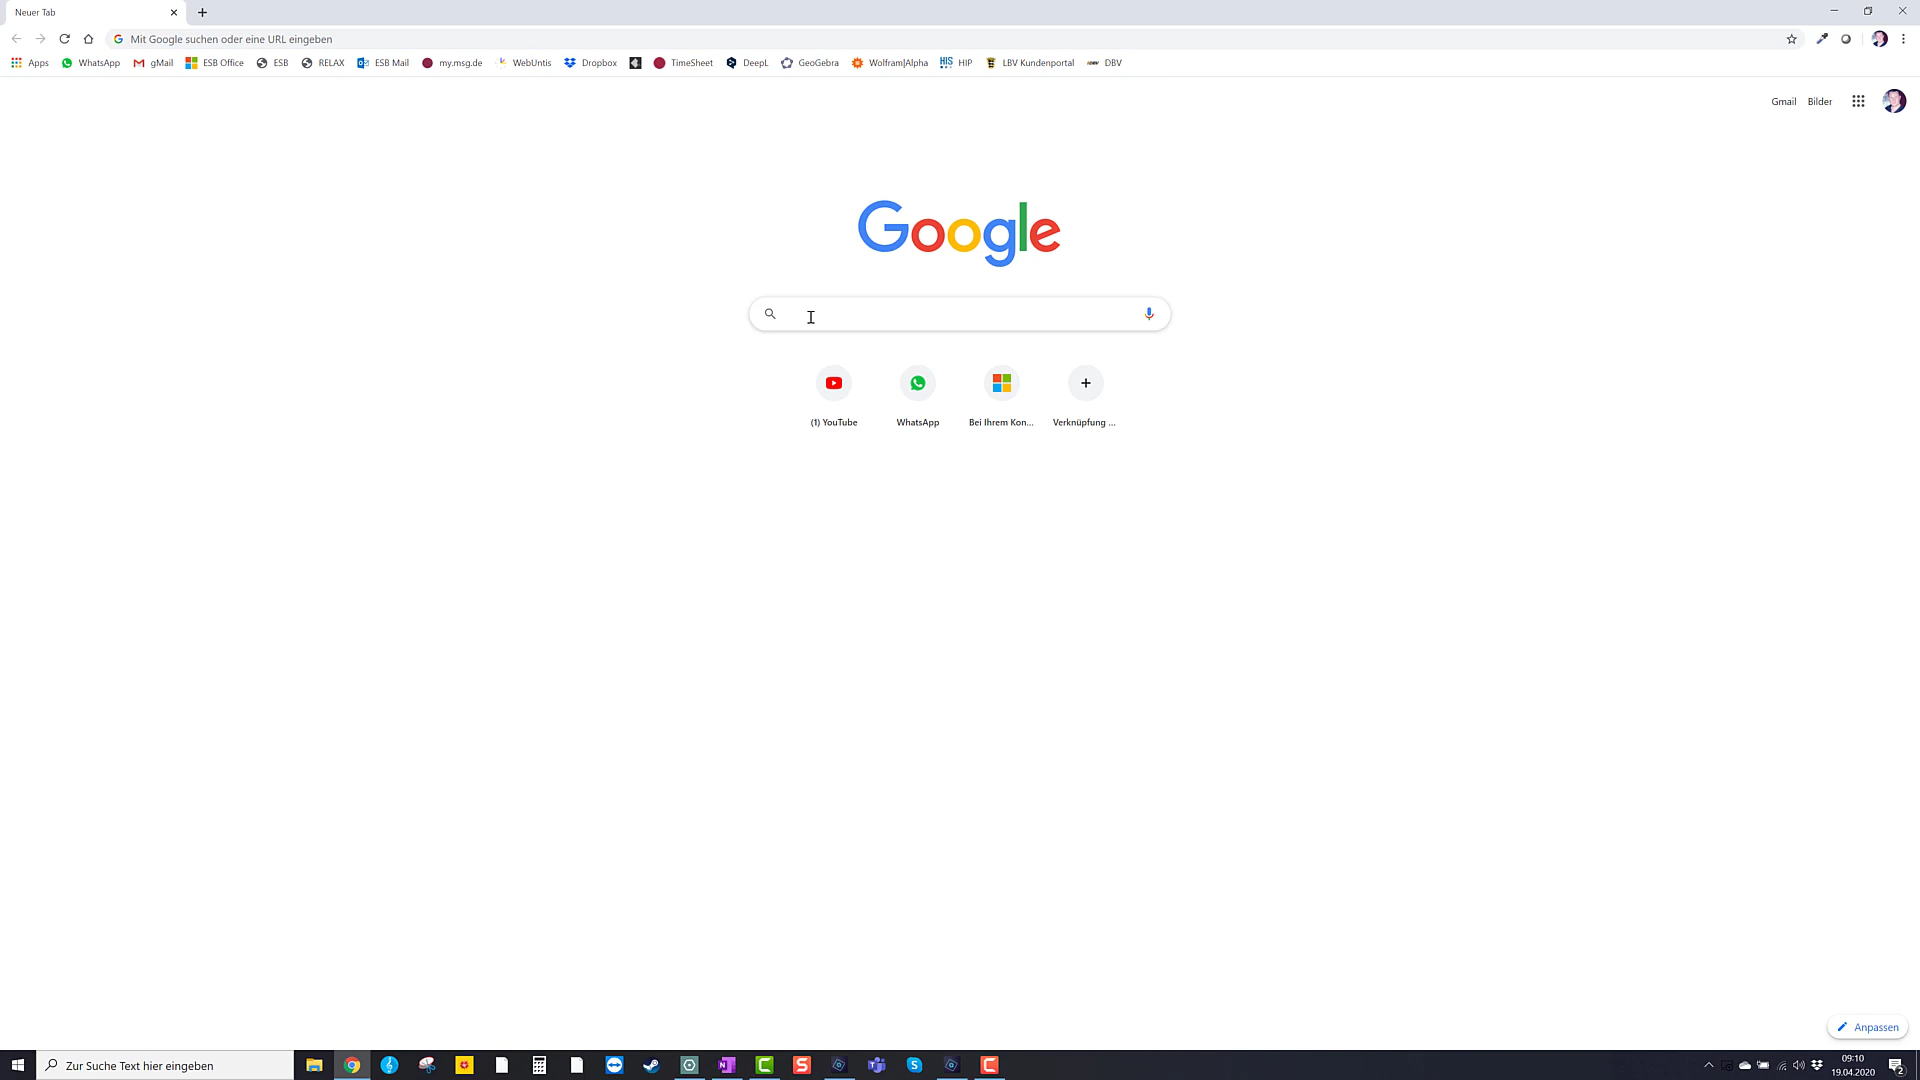 Neuer Tab
Mit Google suchen oder eine URL eingeben
Apps WhatsApp gMail ESB Office ESB RELAX ESB Mail my.msg.de WebUntis Dropbox TimeSheet DeepL GeoGebra Wolfram|Alpha HIS HIP LBV Kundenportal DBV
Gmail Bilder
Google
(1) YouTube WhatsApp Bei Ihrem Kon... Verknüpfung ...
Anpassen
Zur Suche Text hier eingeben
09:10
19.04.2020
2